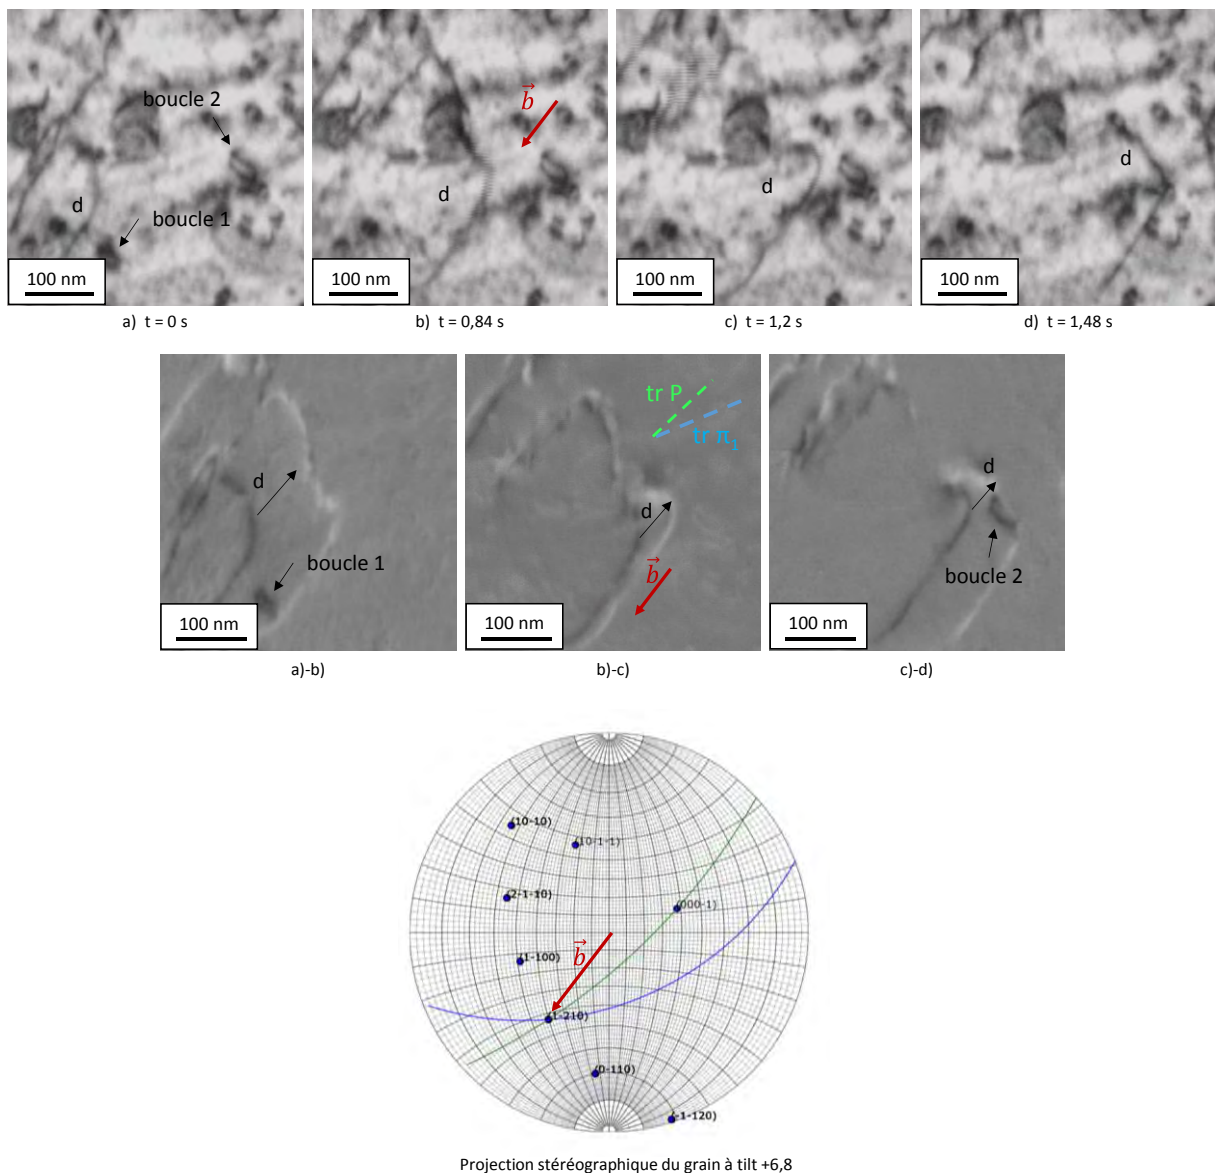 boucle 2
d
boucle 1
100 nm
b
d
100 nm
d
100 nm
d
100 nm
a) t = 0 s
b) t = 0,84 s
c) t = 1,2 s
d) t = 1,48 s
d
boucle 1
100 nm
tr P
tr π₁
d
b
100 nm
d
boucle 2
100 nm
a)-b)
b)-c)
c)-d)
(10-10)
(10-1-1)
(2-1-10)
(000-1)
b
(1-100)
(1-210)
(0-110)
(-1-120)
Projection stéréographique du grain à tilt +6,8